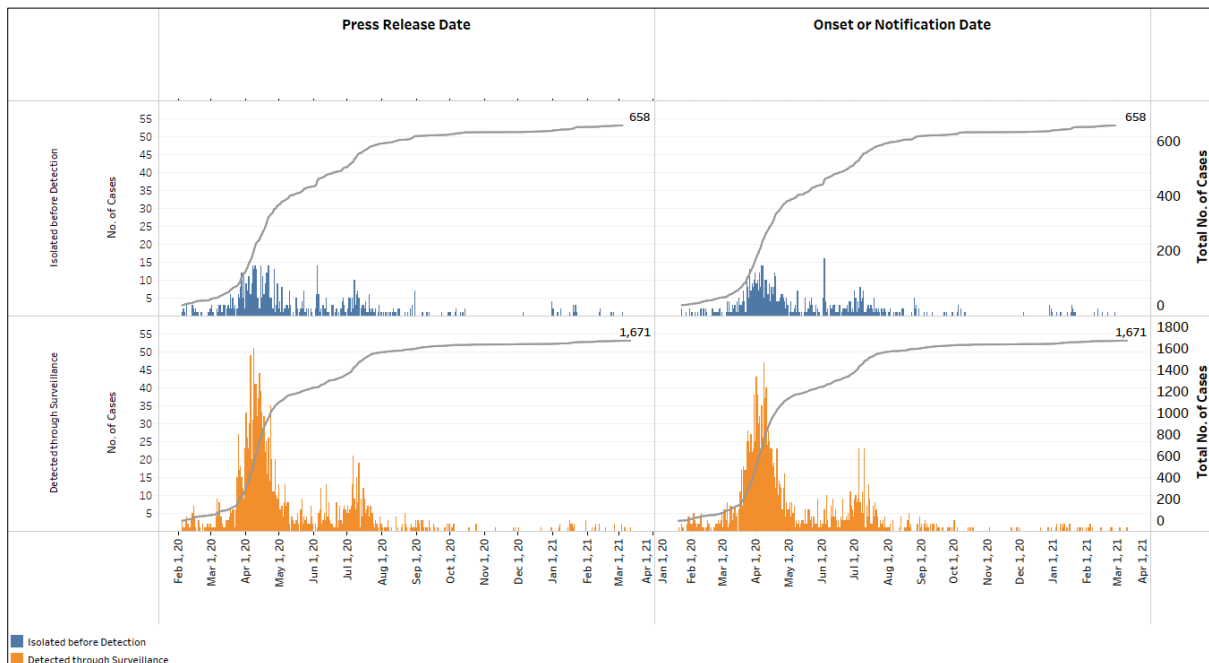 Press Release Date
Onset or Notification Date
Isolated before Detection
No. of Cases
55
50
45
40
35
30
25
20
15
10
5
658
658
600
400
200
0
Total No. of Cases
Detected through Surveillance
No. of Cases
55
50
45
40
35
30
25
20
15
10
5
1,671
1,671
1800
1600
1400
1200
1000
800
600
400
200
0
Total No. of Cases
Feb 1, 20
Mar 1, 20
Apr 1, 20
May 1, 20
Jun 1, 20
Jul 1, 20
Aug 1, 20
Sep 1, 20
Oct 1, 20
Nov 1, 20
Dec 1, 20
Jan 1, 21
Feb 1, 21
Mar 1, 21
Apr 1, 21
Jan 1, 20
Feb 1, 20
Mar 1, 20
Apr 1, 20
May 1, 20
Jun 1, 20
Jul 1, 20
Aug 1, 20
Sep 1, 20
Oct 1, 20
Nov 1, 20
Dec 1, 20
Jan 1, 21
Feb 1, 21
Mar 1, 21
Apr 1, 21
Isolated before Detection
Detected through Surveillance